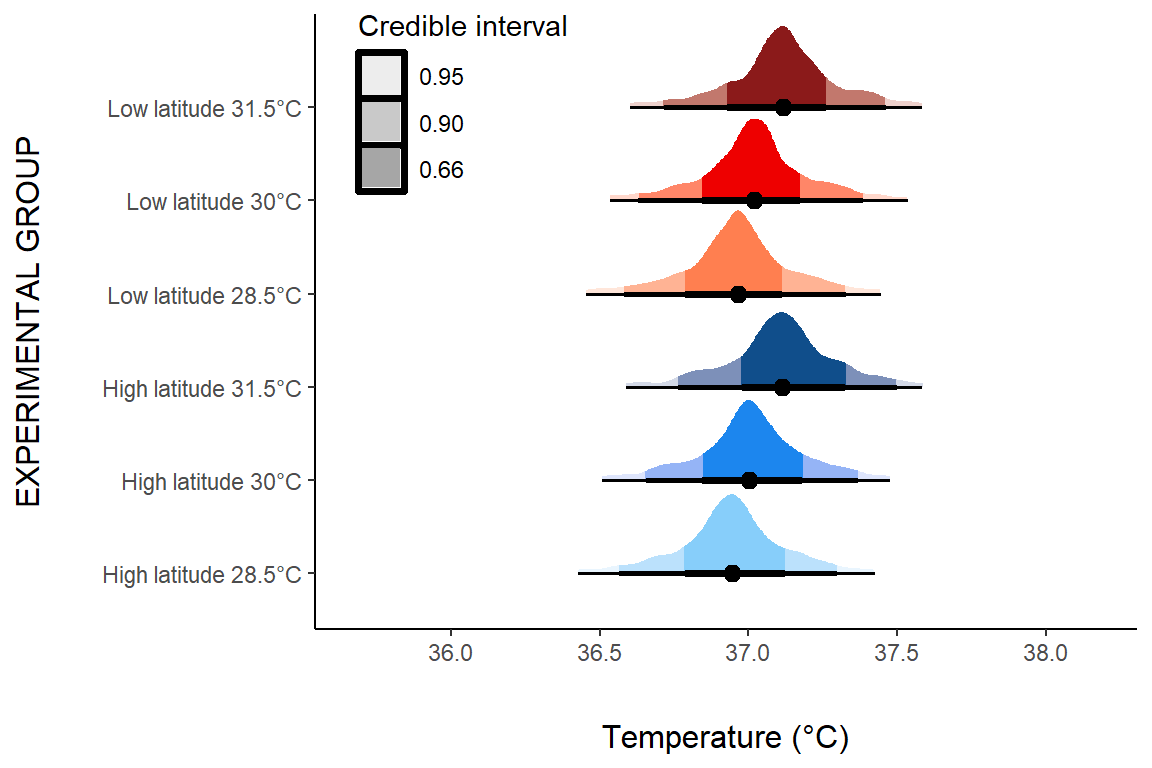 Credible interval
0.95
0.90
0.66
EXPERIMENTAL GROUP
Low latitude 31.5°C
Low latitude 30°C
Low latitude 28.5°C
High latitude 31.5°C
High latitude 30°C
High latitude 28.5°C
36.0 36.5 37.0 37.5 38.0
Temperature (°C)